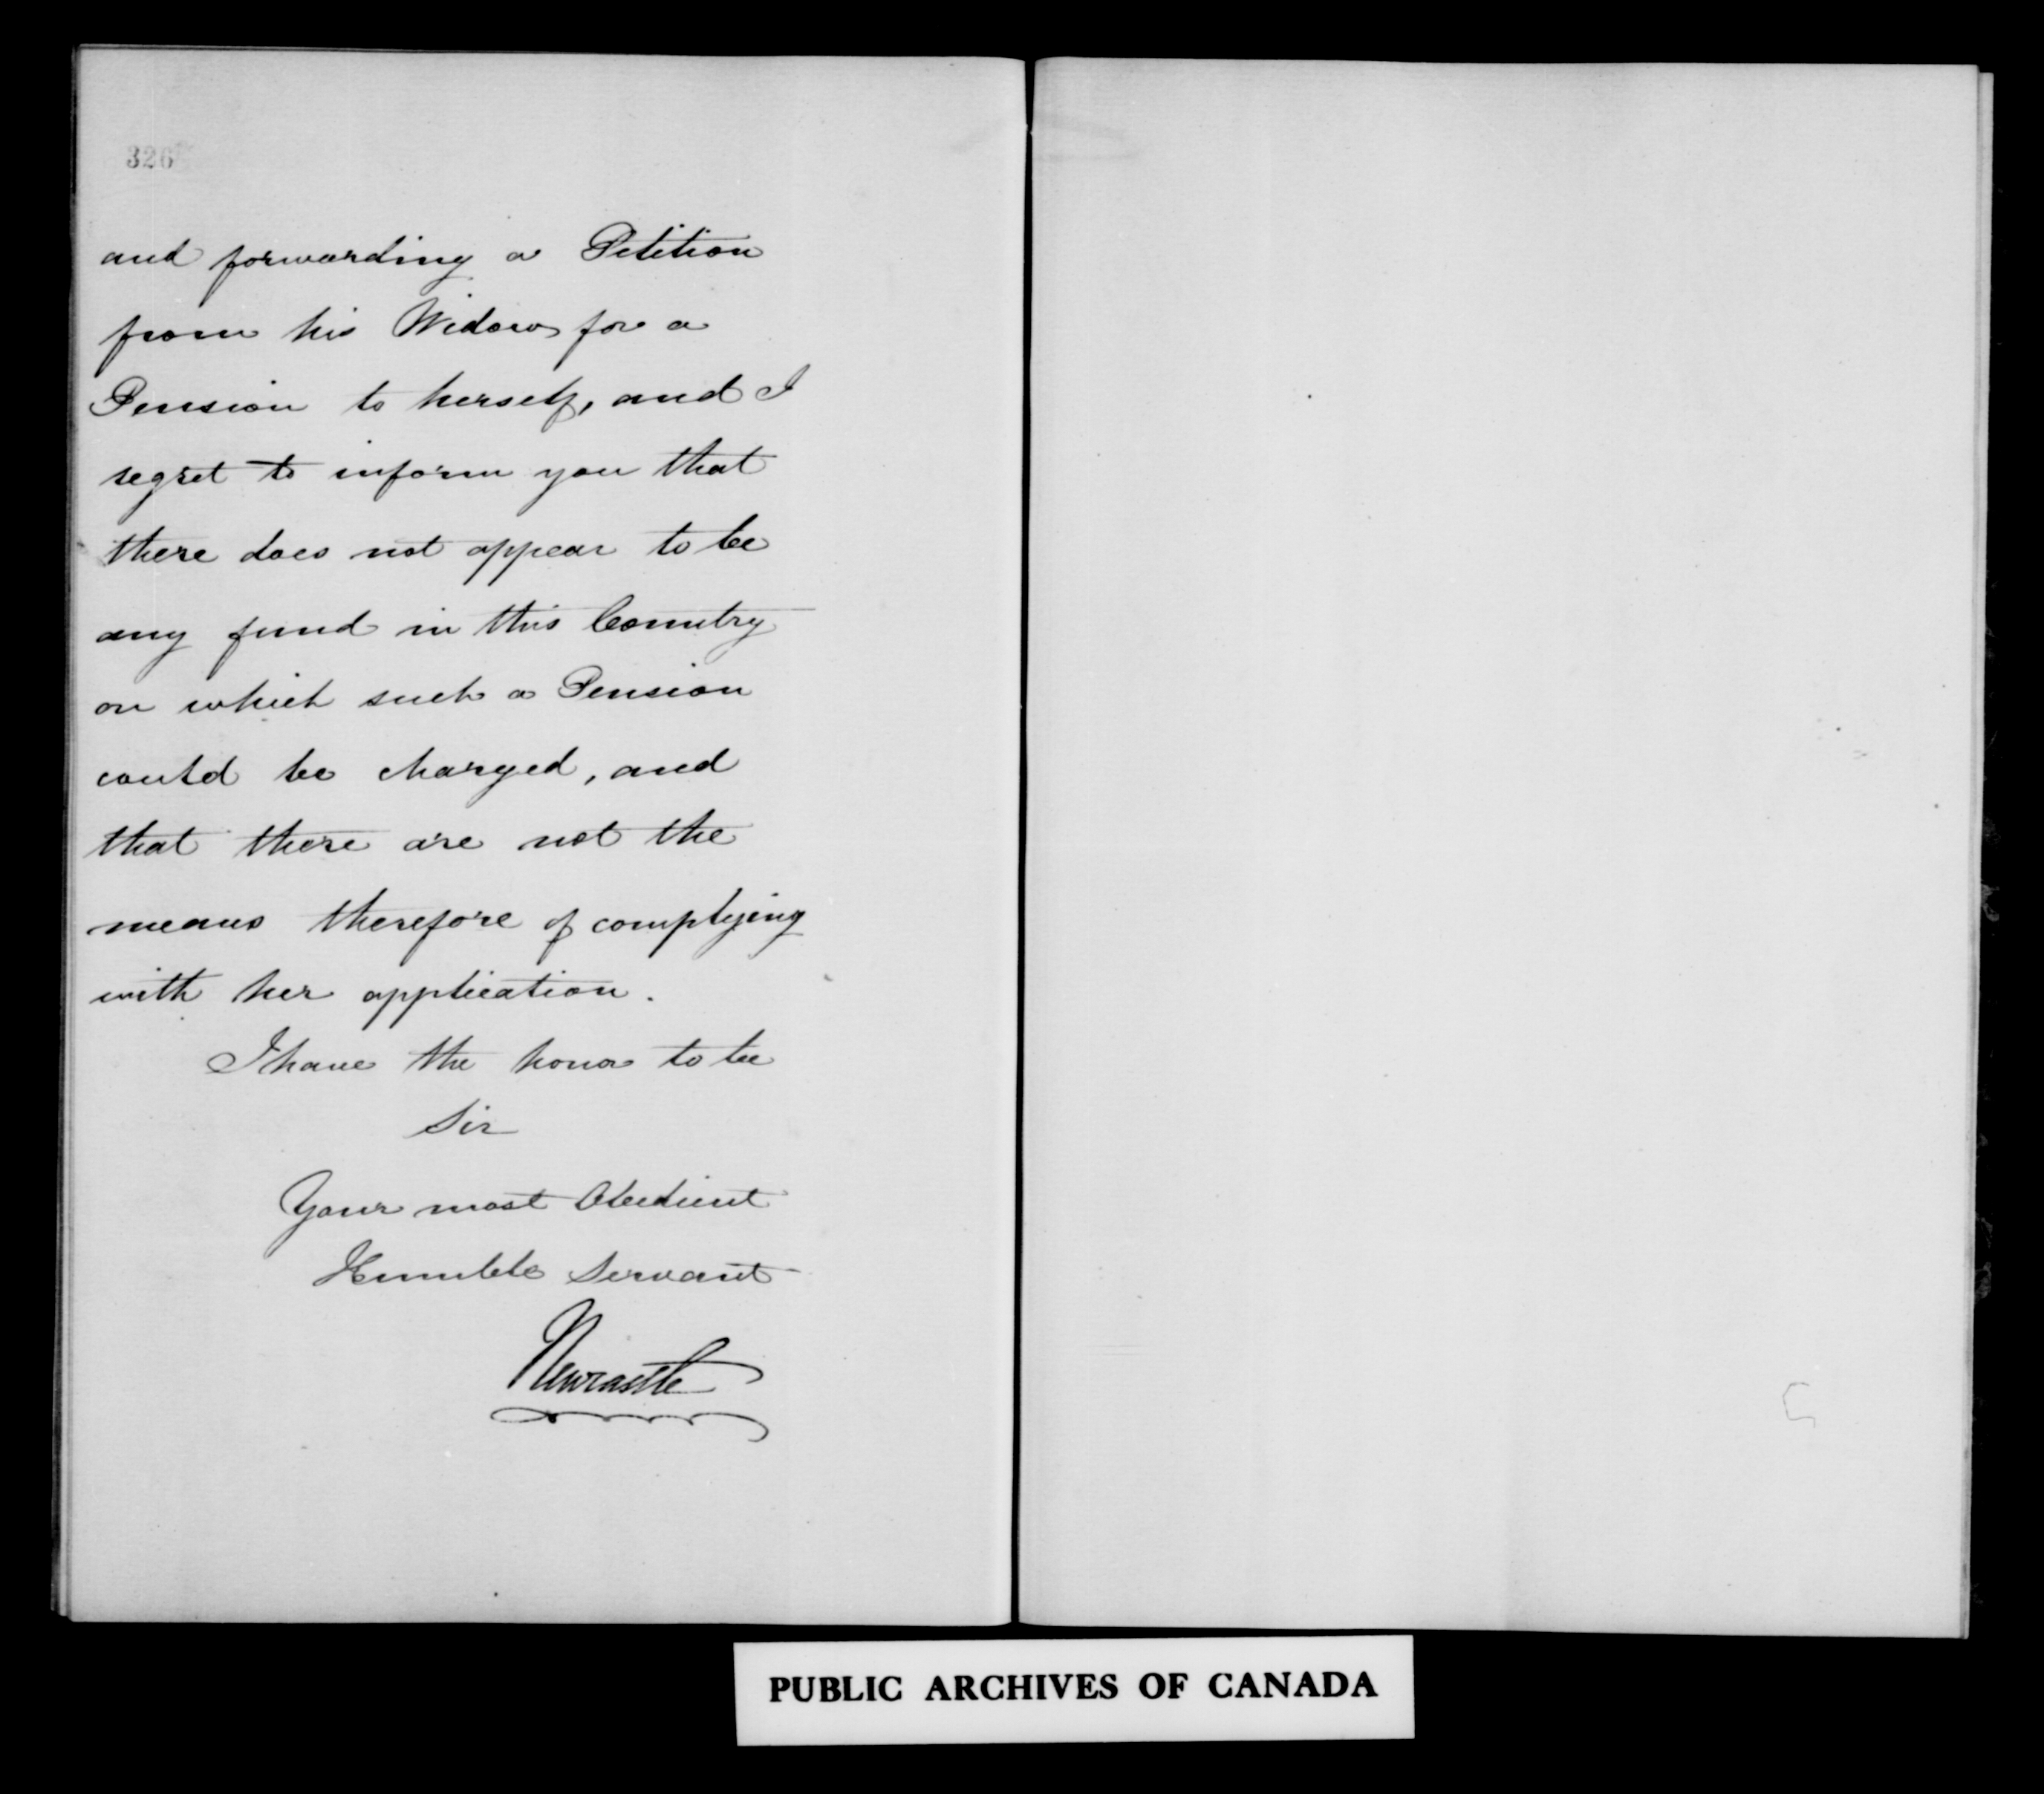 326
and forwarding a Petition
from his Widow for a
Pension to herself, and I
regret to inform you that
there does not appear to be
any fund in this Country
on which such a Pension
could be charged, and
that there are not the
means therefore of complying
with her application.
I have the honor to be
Sir
Your most Obedient
Humble Servant
Newcastle
PUBLIC ARCHIVES OF CANADA